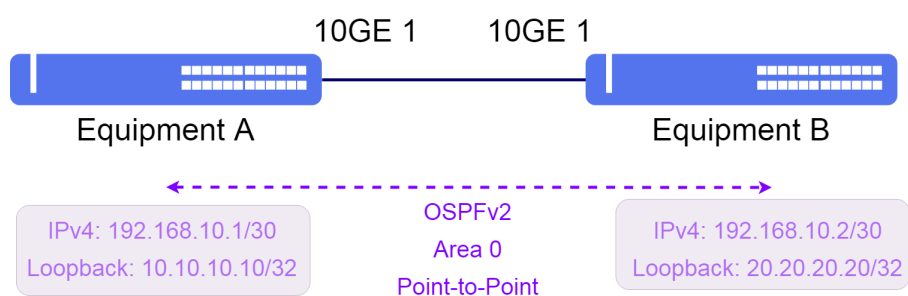 10GE 1 10GE 1
Equipment A Equipment B
OSPFv2
Area 0
Point-to-Point
IPv4: 192.168.10.1/30
Loopback: 10.10.10.10/32
IPv4: 192.168.10.2/30
Loopback: 20.20.20.20/32